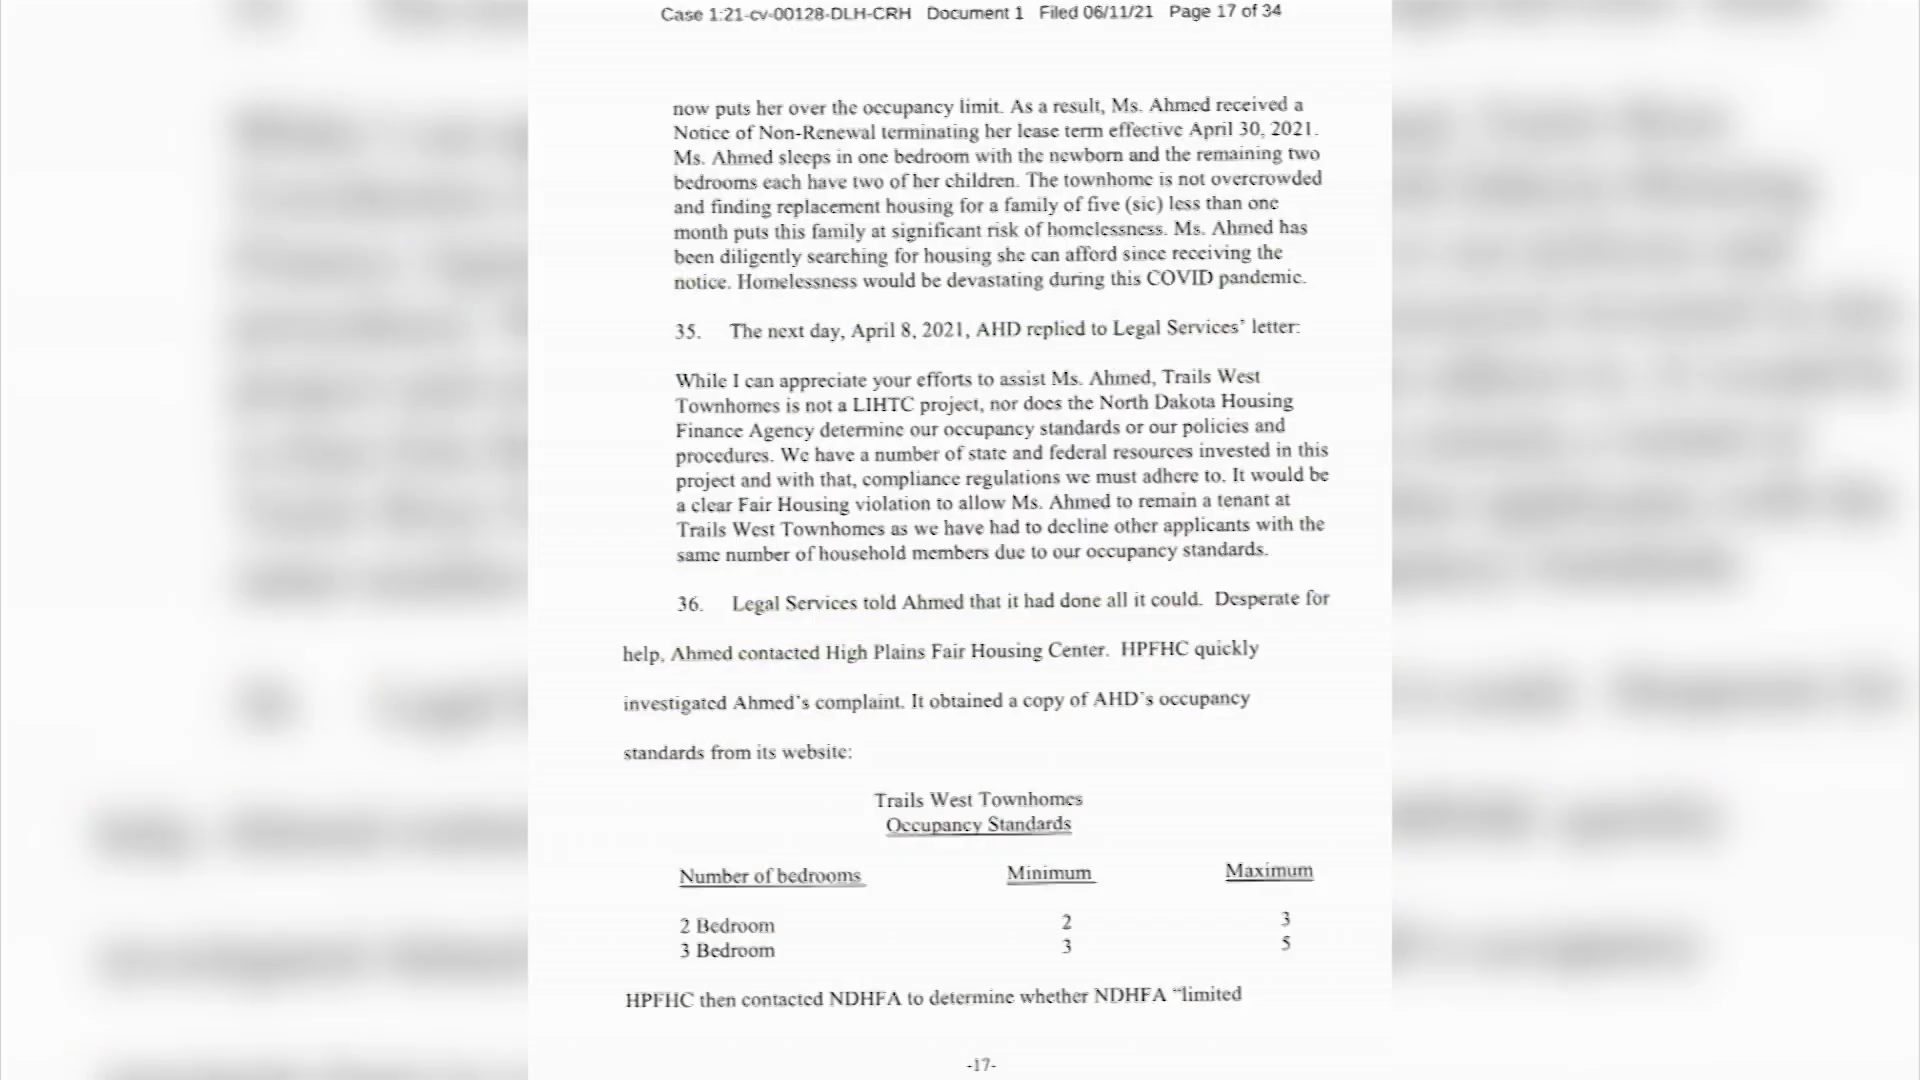 Case 1:21-cv-00128-DLH-CRH Document 1 Filed 06/11/21 Page 17 of 34
now puts her over the occupancy limit. As a result, Ms. Ahmed received a
Notice of Non-Renewal terminating her lease term effective April 30, 2021.
Ms. Ahmed sleeps in one bedroom with the newborn and the remaining two
bedrooms each have two of her children. The townhome is not overcrowded
and finding replacement housing for a family of five (sic) less than one
month puts this family at significant risk of homelessness. Ms. Ahmed has
been diligently searching for housing she can afford since receiving the
notice. Homelessness would be devastating during this COVID pandemic.
35. The next day, April 8, 2021, AHD replied to Legal Services' letter:
While I can appreciate your efforts to assist Ms. Ahmed, Trails West
Townhomes is not a LIHTC project, nor does the North Dakota Housing
Finance Agency determine our occupancy standards or our policies and
procedures. We have a number of state and federal resources invested in this
project and with that, compliance regulations we must adhere to. It would be
a clear Fair Housing violation to allow Ms. Ahmed to remain a tenant at
Trails West Townhomes as we have had to decline other applicants with the
same number of household members due to our occupancy standards.
36. Legal Services told Ahmed that it had done all it could. Desperate for
help, Ahmed contacted High Plains Fair Housing Center. HPFHC quickly
investigated Ahmed's complaint. It obtained a copy of AHD's occupancy
standards from its website:
Trails West Townhomes
Occupancy Standards
Number of bedrooms Minimum Maximum
2 Bedroom 2 3
3 Bedroom 3 5
HPFHC then contacted NDHFA to determine whether NDHFA "limited
-17-